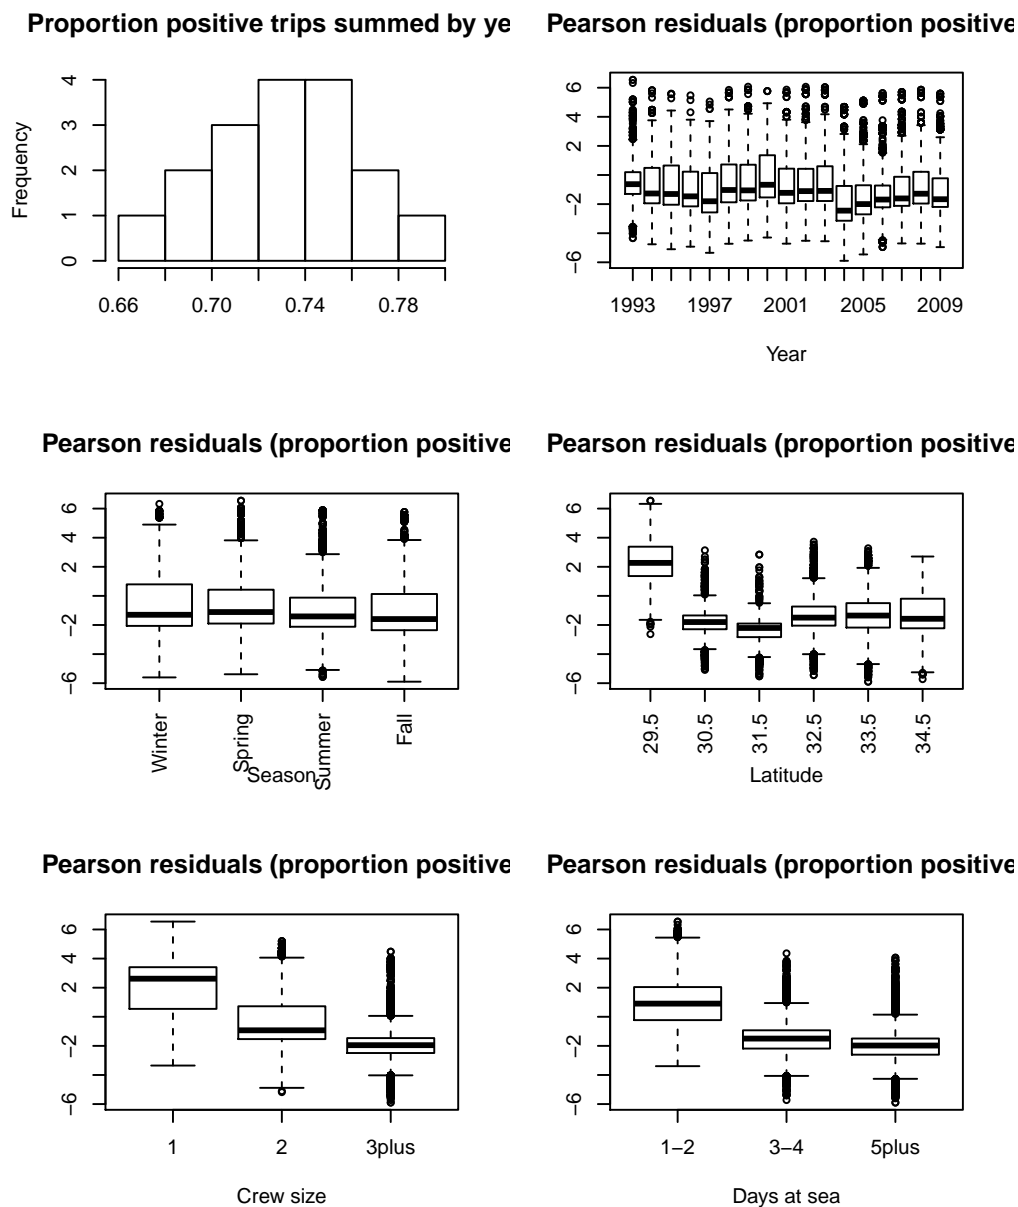 Proportion positive trips summed by ye
Frequency
4
3
2
1
0
0.66 0.70 0.74 0.78
Pearson residuals (proportion positive
6
4
2
−2
−6
1993 1997 2001 2005 2009
Year
Pearson residuals (proportion positive
6
4
2
−2
−6
Winter Spring Summer Fall
Season
Pearson residuals (proportion positive
6
4
2
−2
−6
29.5 30.5 31.5 32.5 33.5 34.5
Latitude
Pearson residuals (proportion positive
6
4
2
−2
−6
1 2 3plus
Crew size
Pearson residuals (proportion positive
6
4
2
−2
−6
1−2 3−4 5plus
Days at sea